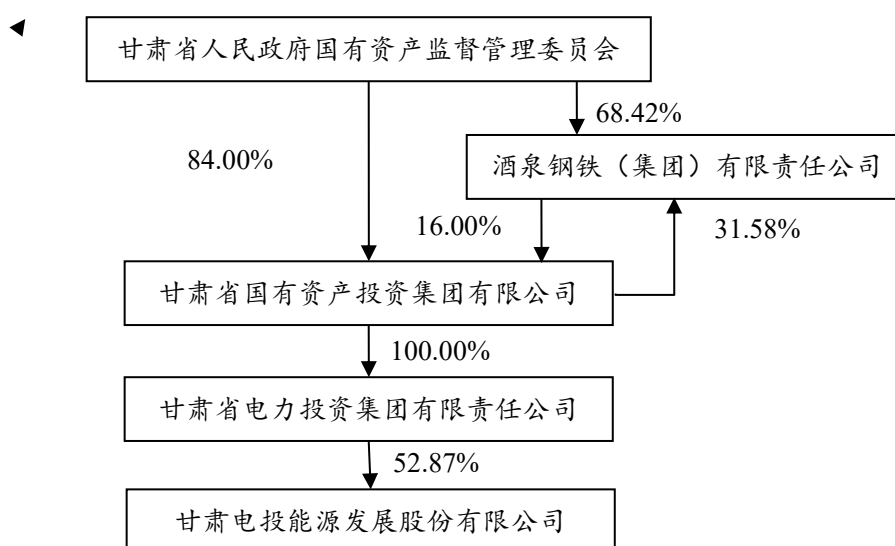 甘肃省人民政府国有资产监督管理委员会
68.42%
84.00%
酒泉钢铁（集团）有限责任公司
16.00%
31.58%
甘肃省国有资产投资集团有限公司
100.00%
甘肃省电力投资集团有限责任公司
52.87%
甘肃电投能源发展股份有限公司